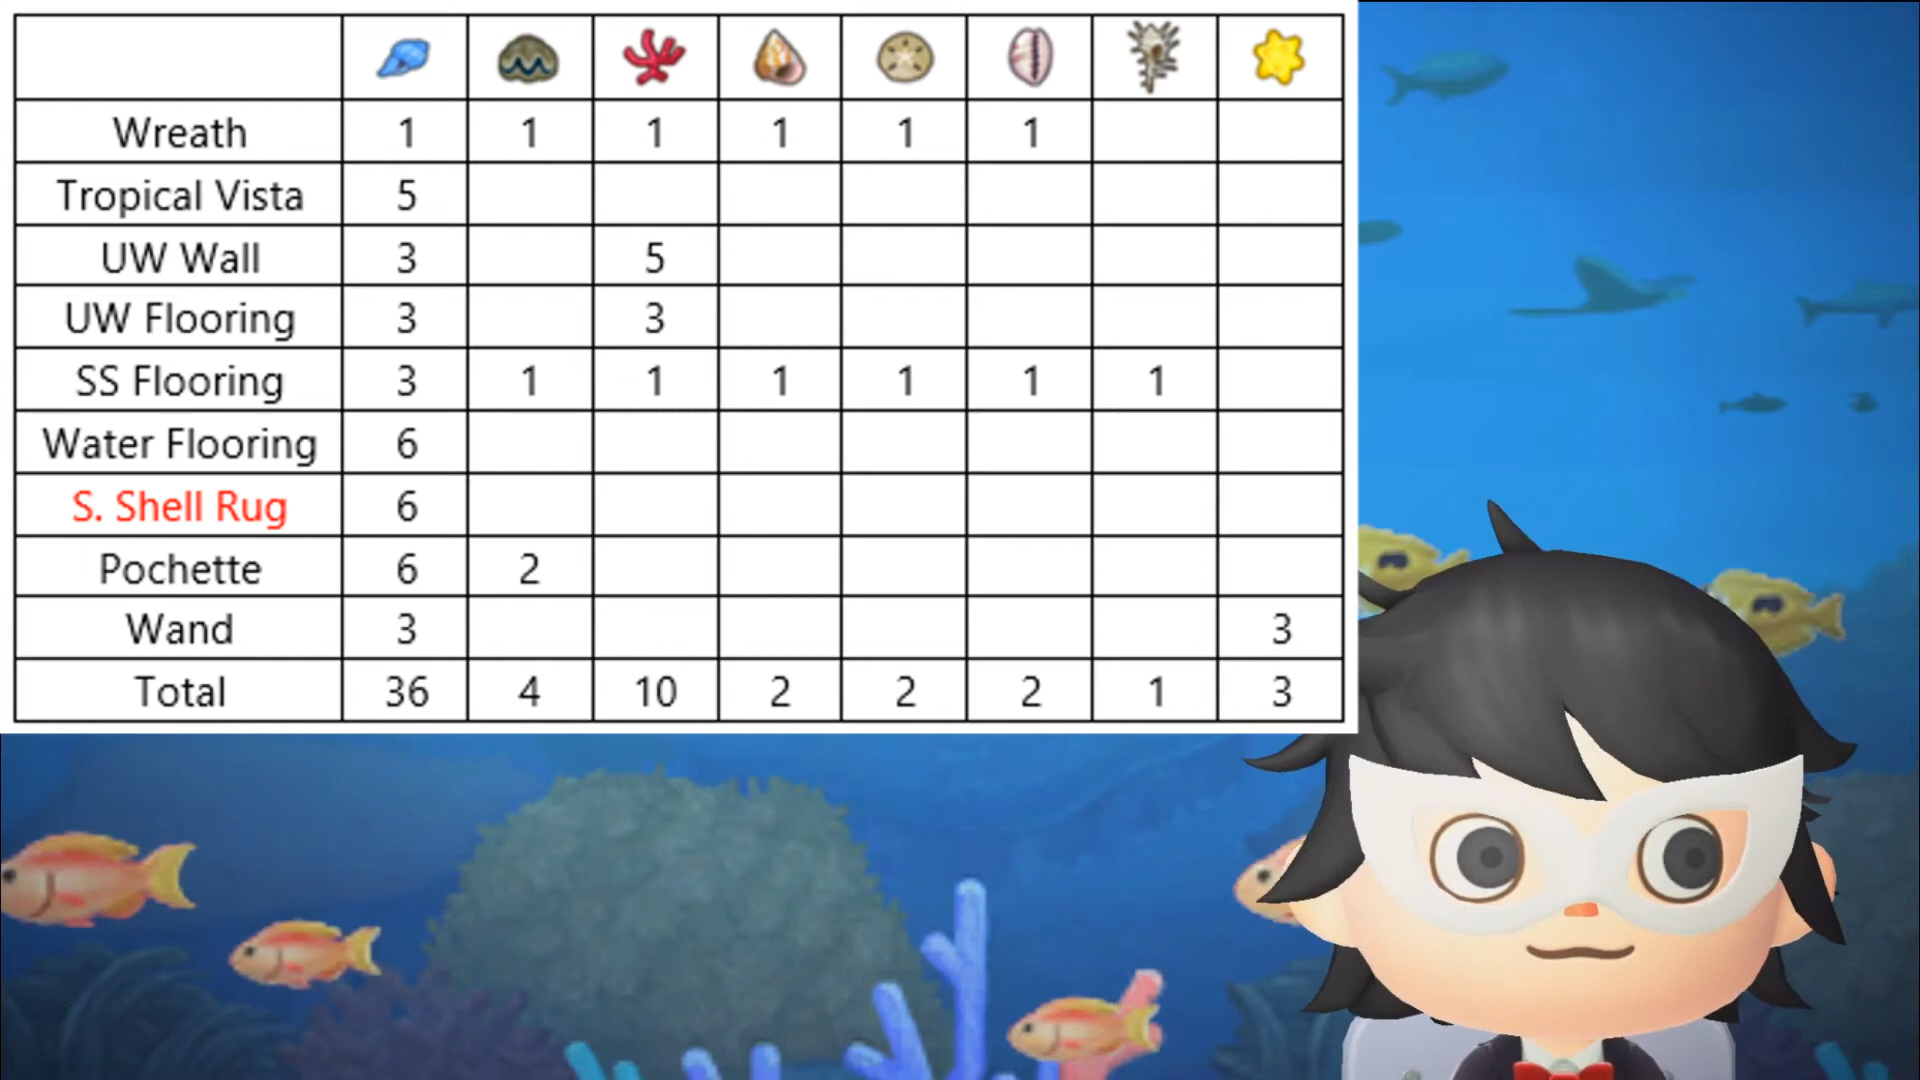 Wreath 1 1 1 1 1 1
Tropical Vista 5
UW Wall 3 5
UW Flooring 3 3
SS Flooring 3 1 1 1 1 1 1
Water Flooring 6
S. Shell Rug 6
Pochette 6 2
Wand 3 3
Total 36 4 10 2 2 2 1 3